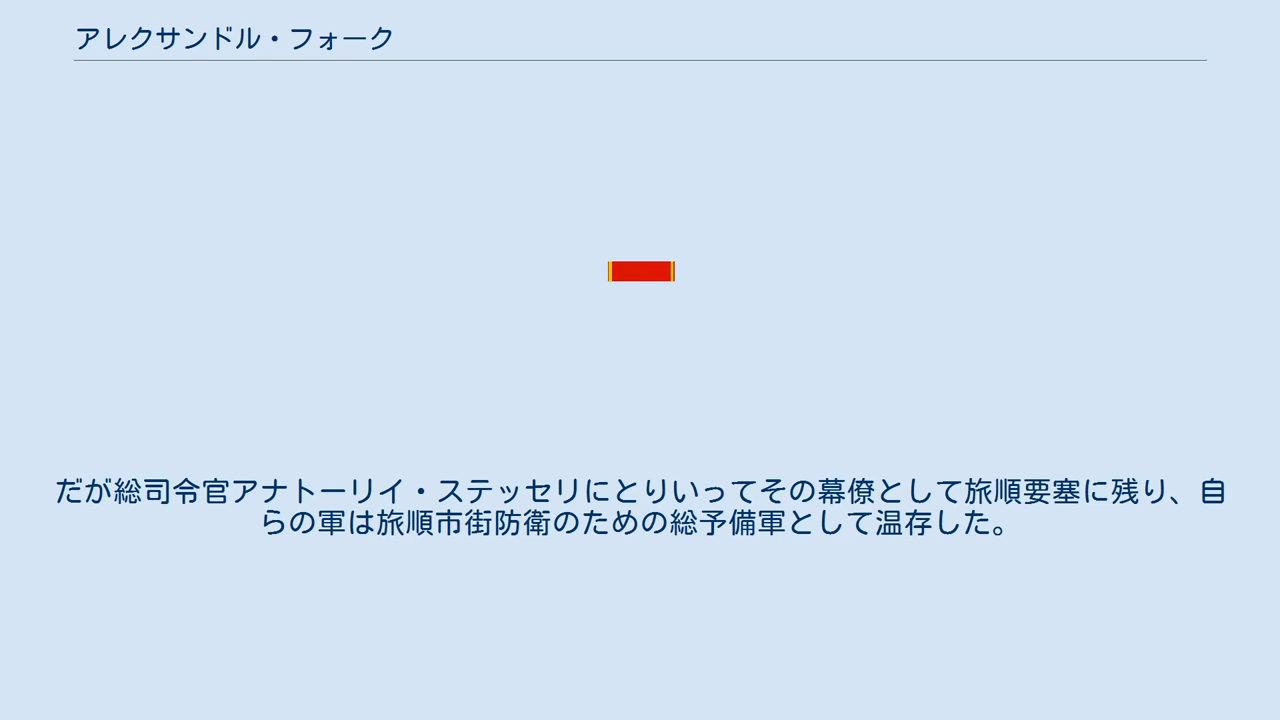 アレクサンドル・フォーク
だが総司令官アナトーリイ・ステッセリにとりいってその幕僚として旅順要塞に残り、自
らの軍は旅順市街防衛のための総予備軍として温存した。